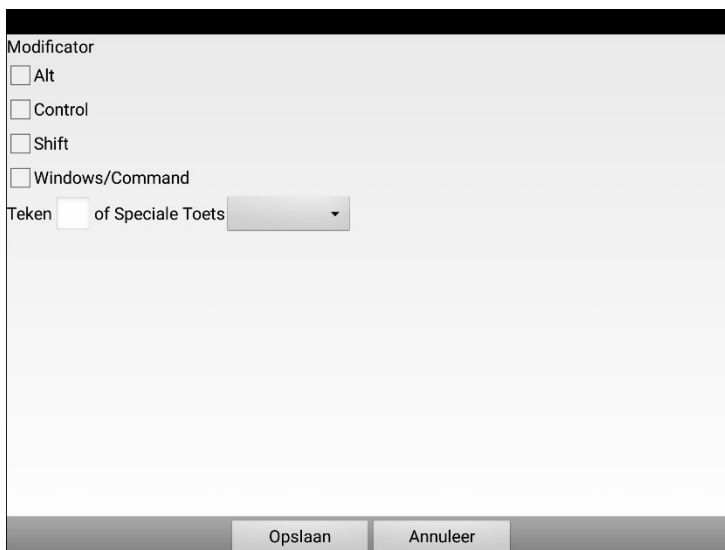 Modificator
Alt
Control
Shift
Windows/Command
Teken of Speciale Toets
Opslaan Annuleer